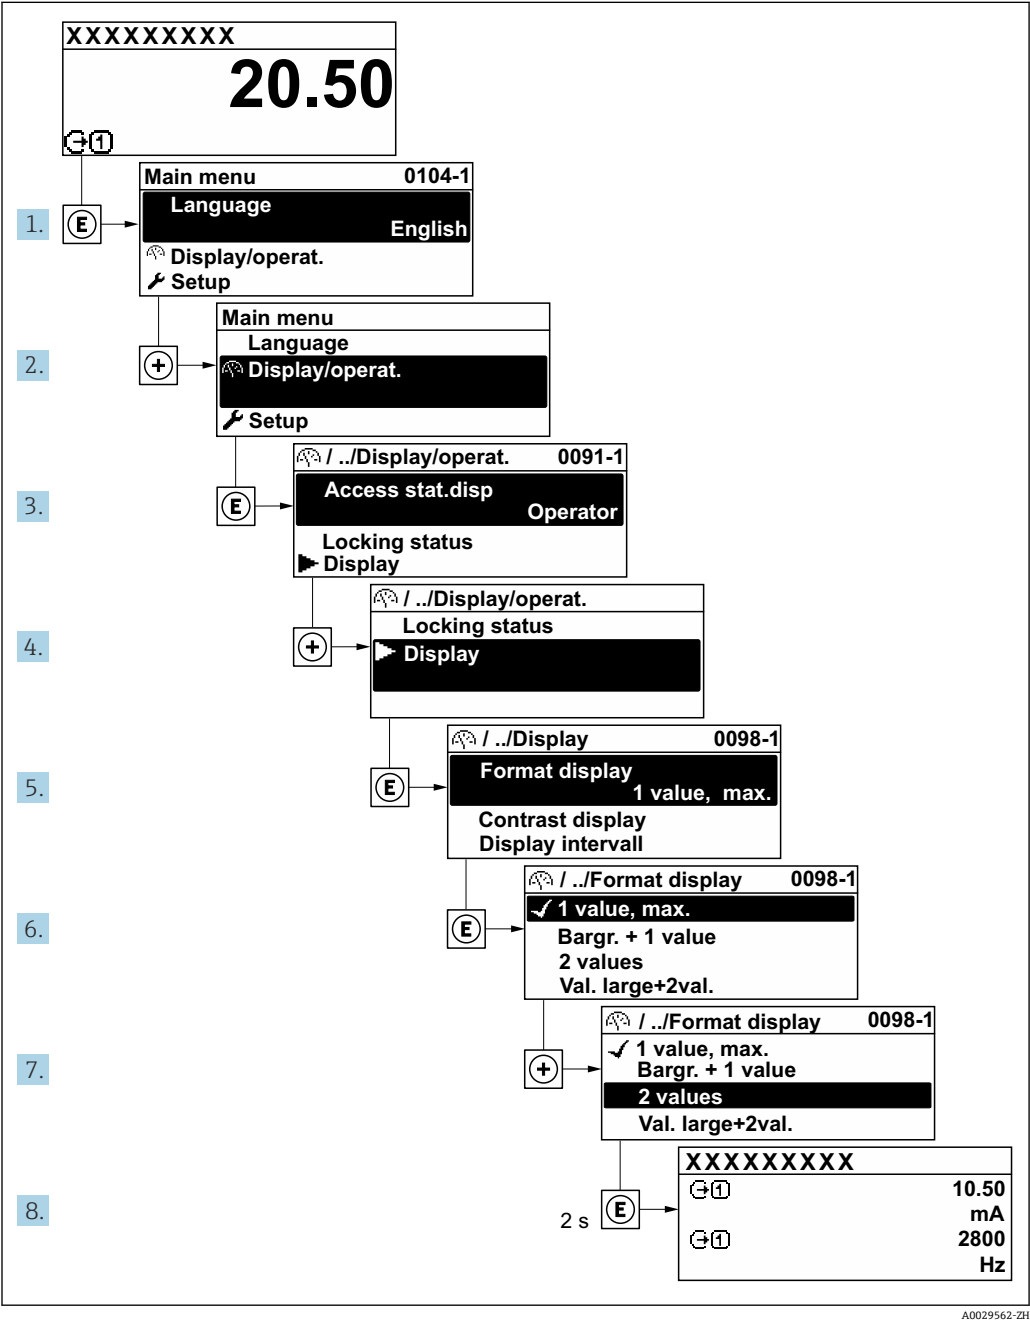 XXXXXXXXX
20.50
1
Main menu 0104-1
Language
English
Display/operat.
Setup
1. E
Main menu
Language
Display/operat.
Setup
2. +
/ ../Display/operat. 0091-1
Access stat.disp
Operator
Locking status
Display
3. E
/ ../Display/operat.
Locking status
Display
4. +
/ ../Display 0098-1
Format display
1 value, max.
Contrast display
Display intervall
5. E
/ ../Format display 0098-1
1 value, max.
Bargr. + 1 value
2 values
Val. large+2val.
6. E
/ ../Format display 0098-1
1 value, max.
Bargr. + 1 value
2 values
Val. large+2val.
7. +
XXXXXXXXX
1 10.50
mA
1 2800
Hz
8. 2 s E
A0029562-ZH